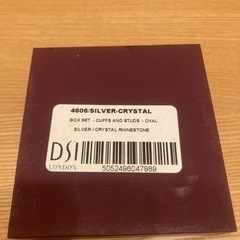 4606/SILVER-CRYSTAL
BOX SET - CUFFS AND STUDS - OVAL
SILVER / CRYSTAL RHINESTONE
DSI
LONDON
5052496047989